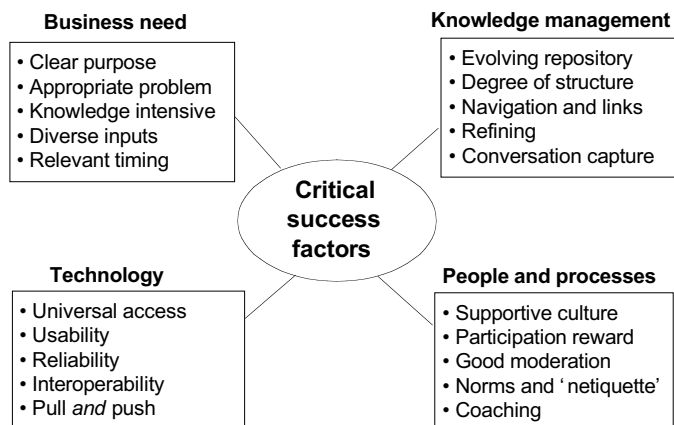 Business need
• Clear purpose
• Appropriate problem
• Knowledge intensive
• Diverse inputs
• Relevant timing
Knowledge management
• Evolving repository
• Degree of structure
• Navigation and links
• Refining
• Conversation capture
Critical
success
factors
Technology
• Universal access
• Usability
• Reliability
• Interoperability
• Pull and push
People and processes
• Supportive culture
• Participation reward
• Good moderation
• Norms and ‘netiquette’
• Coaching